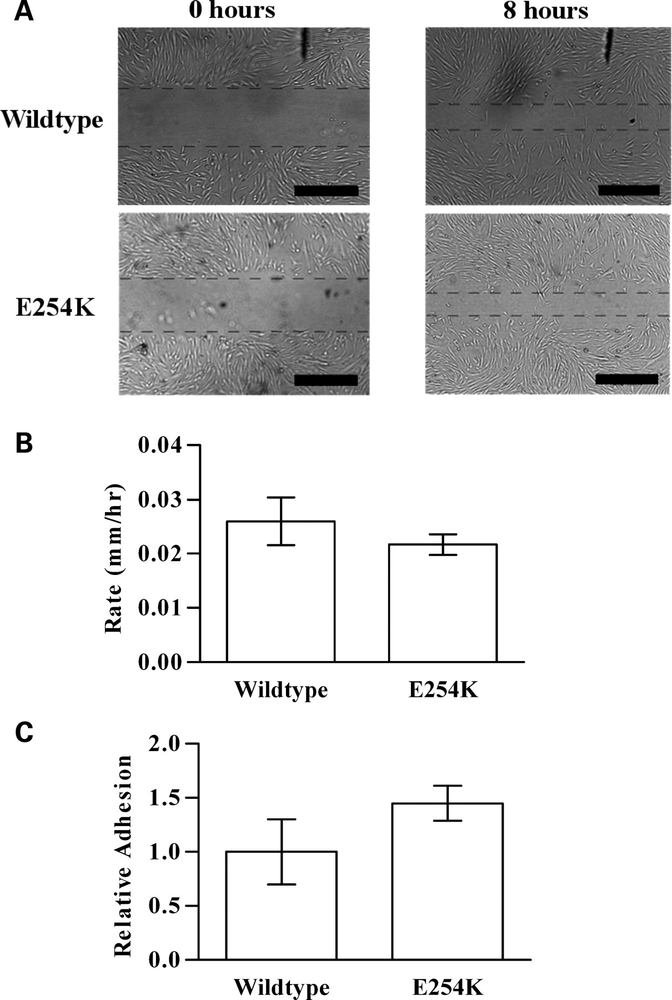 A
0 hours
8 hours
Wildtype
E254K
B
0.04
0.03
0.02
0.01
0.00
Rate (mm/hr)
Wildtype
E254K
C
2.0
1.5
1.0
0.5
0.0
Relative Adhesion
Wildtype
E254K